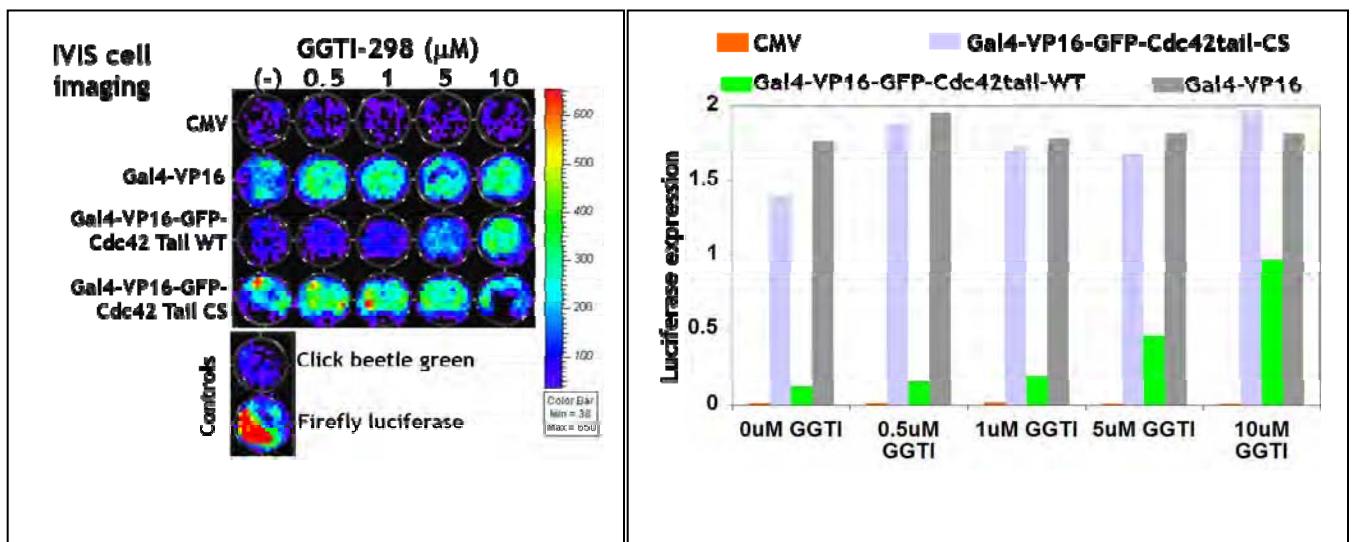 IVIS cell
imaging
GGTI-298 (μM)
(-) 0.5 1 5 10
CMV
Gal4-VP16
Gal4-VP16-GFP-
Cdc42 Tail WT
Gal4-VP16-GFP-
Cdc42 Tail CS
Controls
Click beetle green
Firefly luciferase
600
500
400
300
200
100
Color Bar
Min = 38
Max = 650
CMV
Gal4-VP16-GFP-Cdc42tail-CS
Gal4-VP16-GFP-Cdc42tail-WT
Gal4-VP16
Luciferase expression
2
1.5
1
0.5
0
0uM GGTI
0.5uM
GGTI
1uM GGTI
5uM GGTI
10uM
GGTI